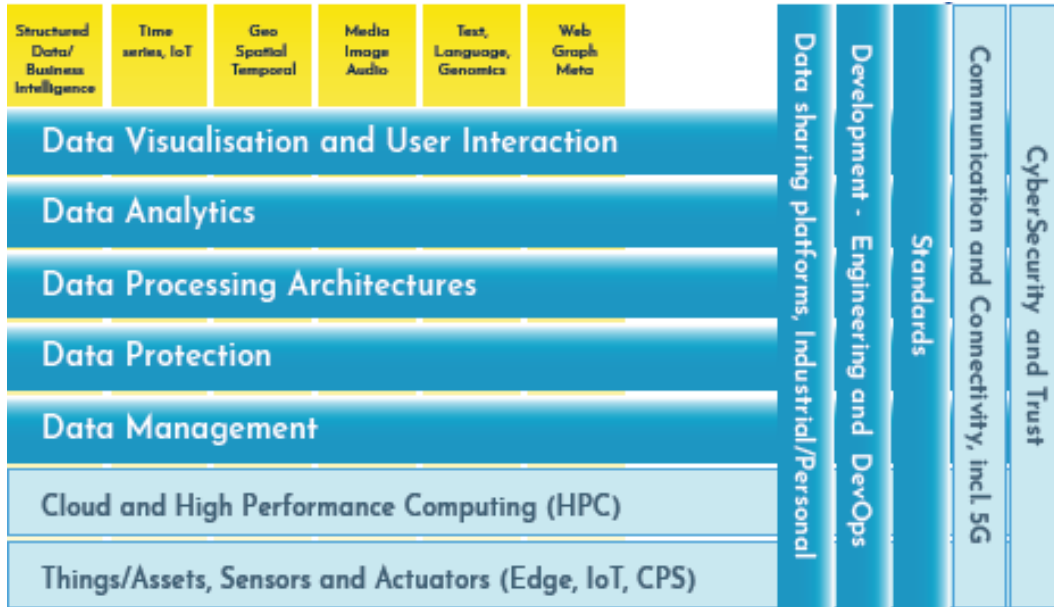 Structured
Data/
Business
Intelligence
Time
series, IoT
Geo
Spatial
Temporal
Media
Image
Audio
Text,
Language,
Genomics
Web
Graph
Meta
Data Visualisation and User Interaction
Data Analytics
Data Processing Architectures
Data Protection
Data Management
Cloud and High Performance Computing (HPC)
Things/Assets, Sensors and Actuators (Edge, IoT, CPS)
Data sharing platforms, Industrial/Personal
Development - Engineering and DevOps
Standards
Communication and Connectivity, incl. 5G
CyberSecurity and Trust